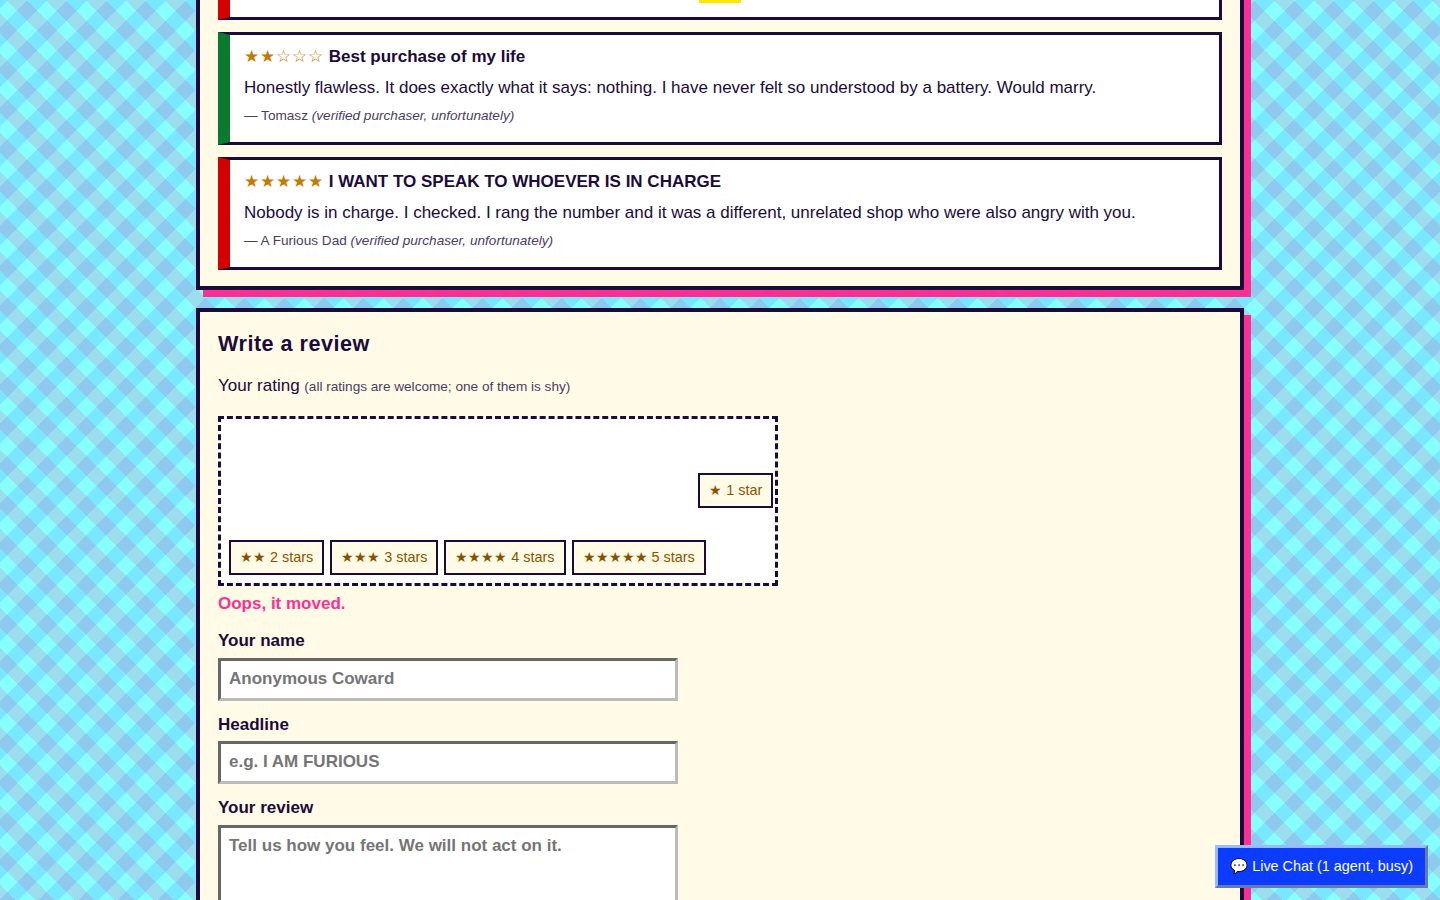 ★★☆☆☆ Best purchase of my life
Honestly flawless. It does exactly what it says: nothing. I have never felt so understood by a battery. Would marry.
— Tomasz (verified purchaser, unfortunately)
★★★★★ I WANT TO SPEAK TO WHOEVER IS IN CHARGE
Nobody is in charge. I checked. I rang the number and it was a different, unrelated shop who were also angry with you.
— A Furious Dad (verified purchaser, unfortunately)
Write a review
Your rating (all ratings are welcome; one of them is shy)
★ 1 star
★★ 2 stars ★★★ 3 stars ★★★★ 4 stars ★★★★★ 5 stars
Oops, it moved.
Your name
Anonymous Coward
Headline
e.g. I AM FURIOUS
Your review
Tell us how you feel. We will not act on it.
💬 Live Chat (1 agent, busy)